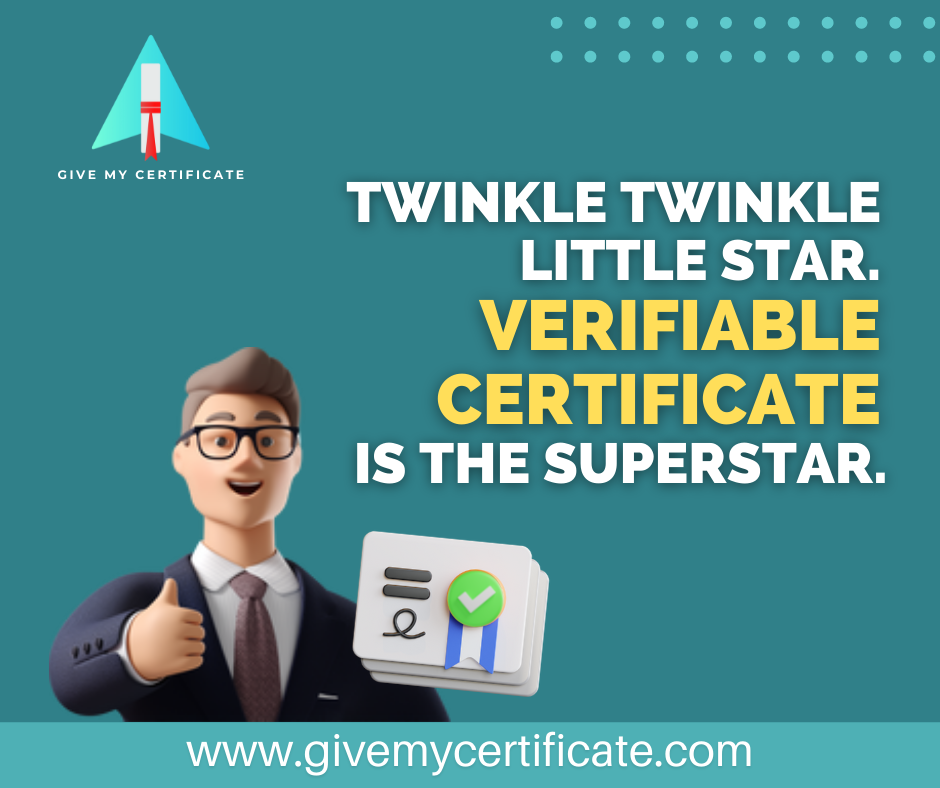 GIVE MY CERTIFICATE
TWINKLE TWINKLE
LITTLE STAR.
VERIFIABLE
CERTIFICATE
IS THE SUPERSTAR.
www.givemycertificate.com